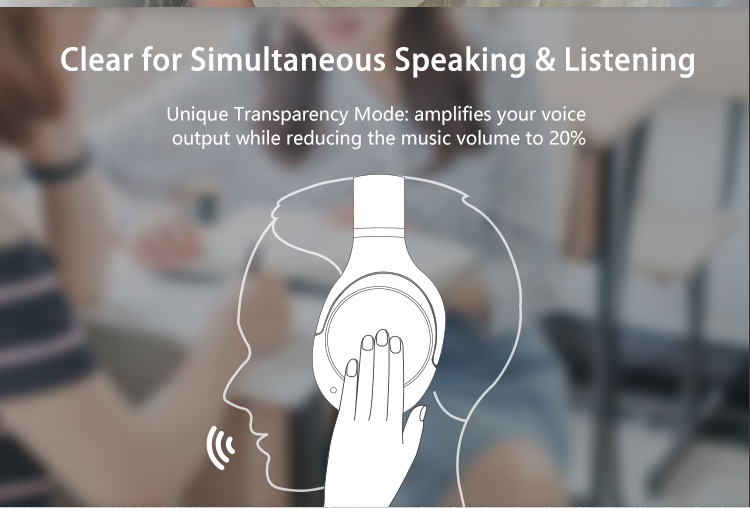 Clear for Simultaneous Speaking & Listening
Unique Transparency Mode: amplifies your voice
output while reducing the music volume to 20%